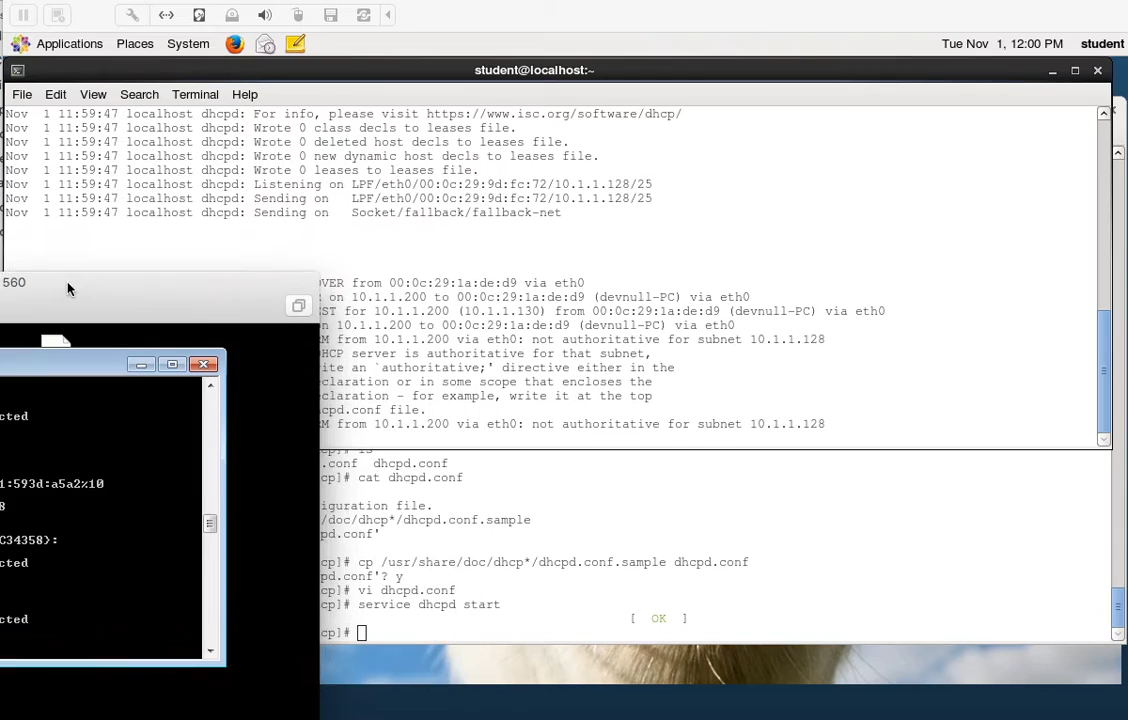 Applications Places System Tue Nov 1, 12:00 PM student
student@localhost:~
File Edit View Search Terminal Help
Nov 1 11:59:47 localhost dhcpd: For info, please visit https://www.isc.org/software/dhcp/
Nov 1 11:59:47 localhost dhcpd: Wrote 0 class decls to leases file.
Nov 1 11:59:47 localhost dhcpd: Wrote 0 deleted host decls to leases file.
Nov 1 11:59:47 localhost dhcpd: Wrote 0 new dynamic host decls to leases file.
Nov 1 11:59:47 localhost dhcpd: Wrote 0 leases to leases file.
Nov 1 11:59:47 localhost dhcpd: Listening on LPF/eth0/00:0c:29:9d:fc:72/10.1.1.128/25
Nov 1 11:59:47 localhost dhcpd: Sending on LPF/eth0/00:0c:29:9d:fc:72/10.1.1.128/25
Nov 1 11:59:47 localhost dhcpd: Sending on Socket/fallback/fallback-net
560
OVER from 00:0c:29:1a:de:d9 via eth0
R on 10.1.1.200 to 00:0c:29:1a:de:d9 (devnull-PC) via eth0
EST for 10.1.1.200 (10.1.1.130) from 00:0c:29:1a:de:d9 (devnull-PC) via eth0
on 10.1.1.200 to 00:0c:29:1a:de:d9 (devnull-PC) via eth0
RM from 10.1.1.200 via eth0: not authoritative for subnet 10.1.1.128
DHCP server is authoritative for that subnet,
ite an `authoritative;' directive either in the
claration or in some scope that encloses the
claration - for example, write it at the top
hcpd.conf file.
RM from 10.1.1.200 via eth0: not authoritative for subnet 10.1.1.128
cted
1:593d:a5a2%10
8
C34358}:
cted
cted
cp]# ls
.conf dhcpd.conf
cp]# cat dhcpd.conf
iguration file.
/doc/dhcp*/dhcpd.conf.sample
pd.conf'
cp]# cp /usr/share/doc/dhcp*/dhcpd.conf.sample dhcpd.conf
pd.conf'? y
cp]# vi dhcpd.conf
cp]# service dhcpd start
[ OK ]
cp]#